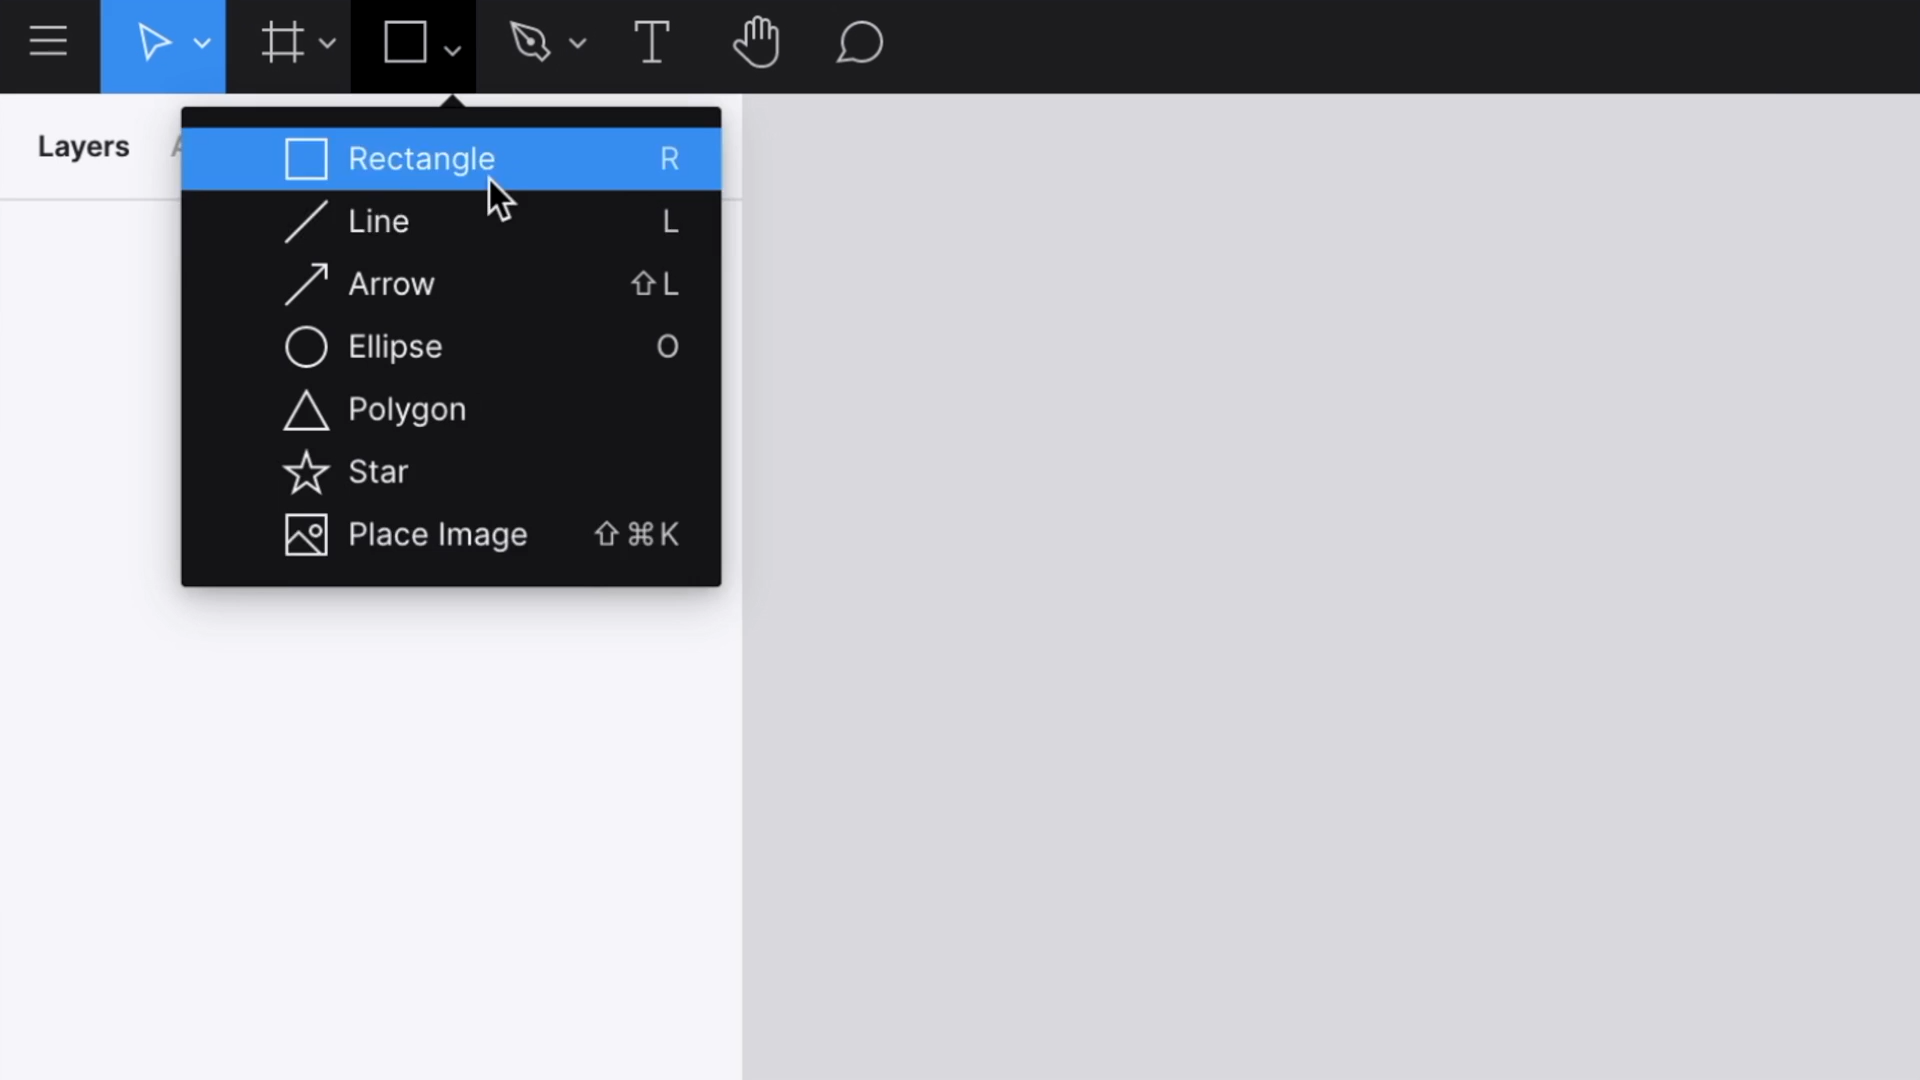 Layers
Rectangle R
Line L
Arrow ⇧L
Ellipse O
Polygon
Star
Place Image ⇧⌘K